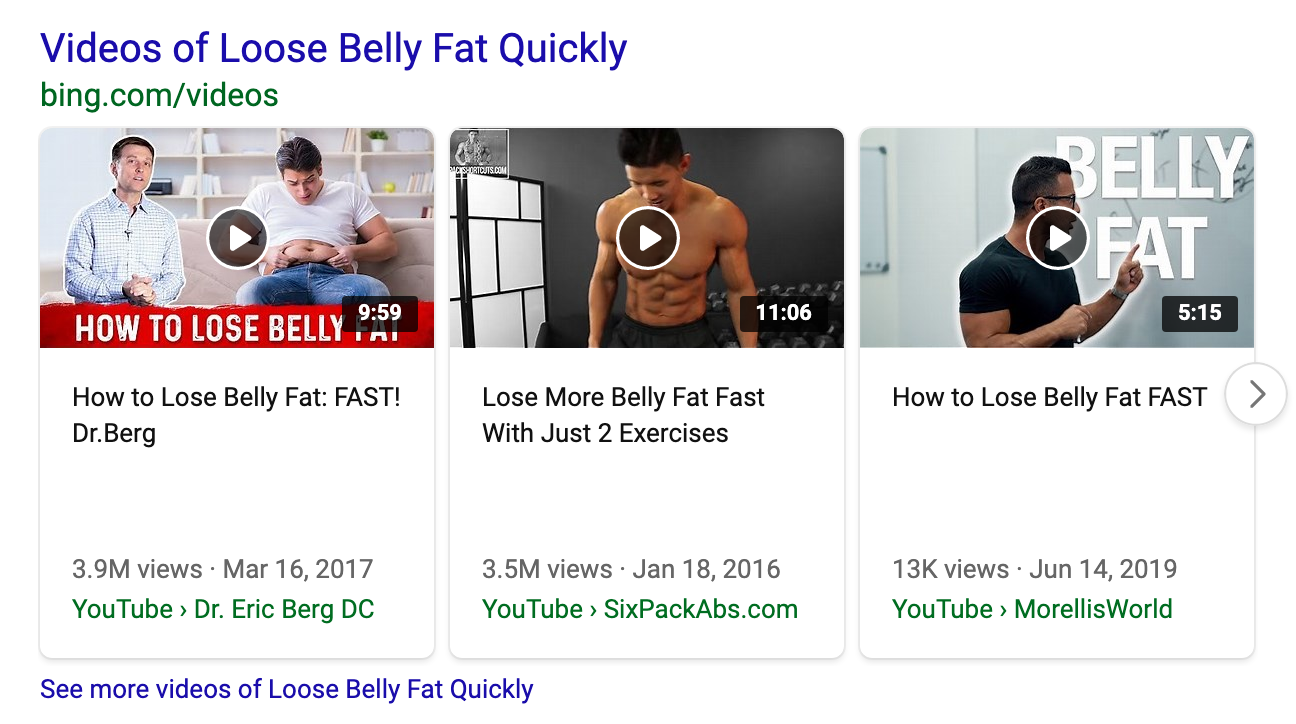 Videos of Loose Belly Fat Quickly
bing.com/videos
HOW TO LOSE BELLY FAT
9:59
How to Lose Belly Fat: FAST!
Dr.Berg
3.9M views · Mar 16, 2017
YouTube › Dr. Eric Berg DC
11:06
Lose More Belly Fat Fast
With Just 2 Exercises
3.5M views · Jan 18, 2016
YouTube › SixPackAbs.com
BELLY
FAT
5:15
How to Lose Belly Fat FAST
13K views · Jun 14, 2019
YouTube › MorellisWorld
See more videos of Loose Belly Fat Quickly